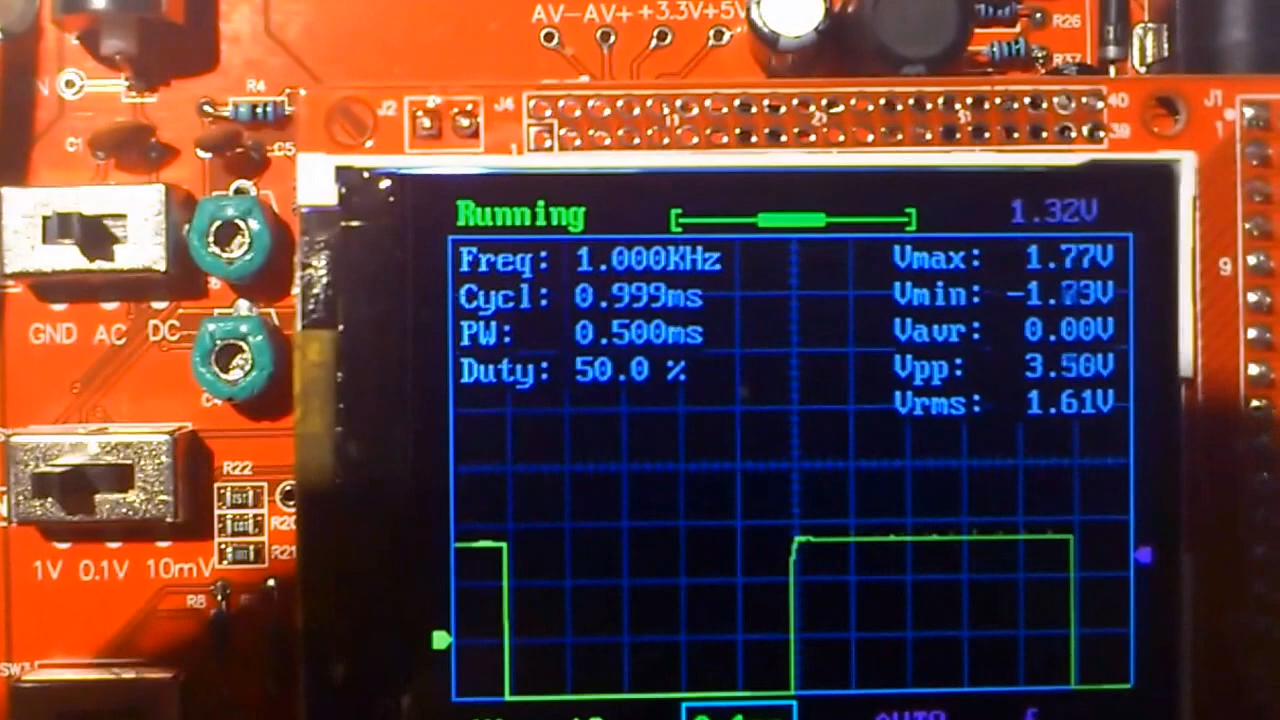 AV- AV+ +3.3V +5V
R26
R37
N
R4
J2
J4
40
J1
1
C1
C5
39
1
Running
1.32V
Freq: 1.000KHz
Vmax: 1.77V
9
Cycl: 0.999ms
Vmin: -1.73V
GND AC DC
PW: 0.500ms
Vavr: 0.00V
Duty: 50.0 %
Vpp: 3.50V
C4
Vrms: 1.61V
R22
R20
R21
1V 0.1V 10mV
R8
AUTO